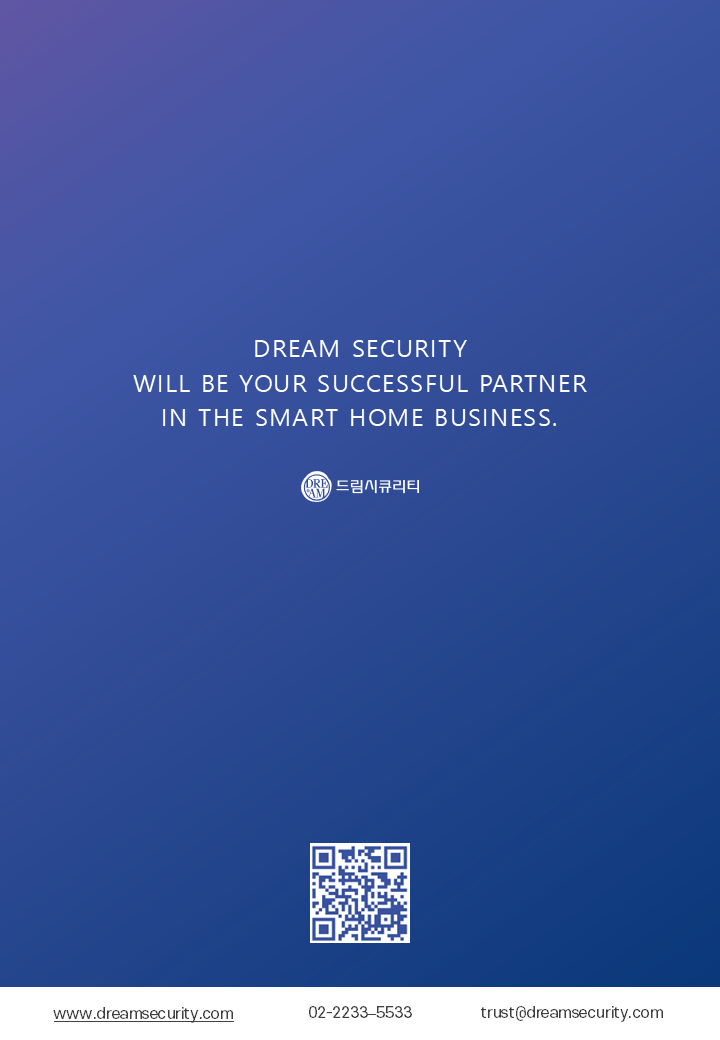 DREAM SECURITY
WILL BE YOUR SUCCESSFUL PARTNER
IN THE SMART HOME BUSINESS.
DREAM 드림시큐리티
www.dreamsecurity.com 02-2233–5533 trust@dreamsecurity.com